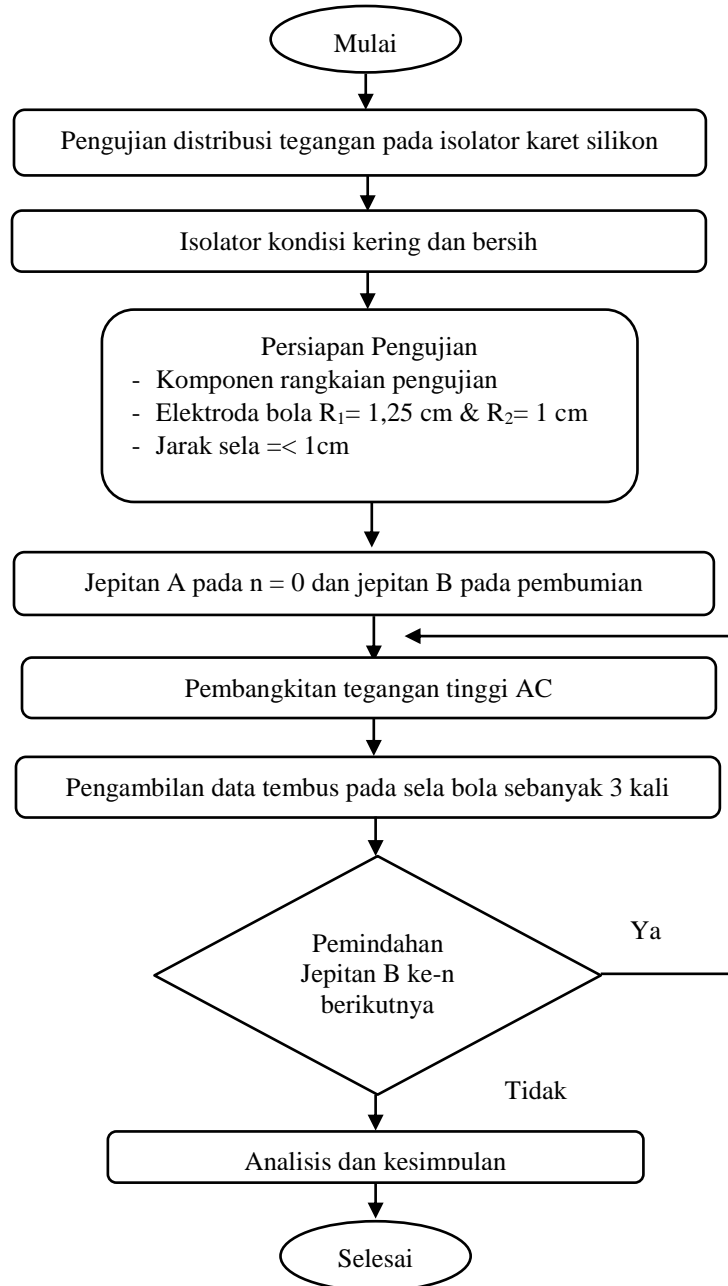 Mulai
Pengujian distribusi tegangan pada isolator karet silikon
Isolator kondisi kering dan bersih
Persiapan Pengujian
- Komponen rangkaian pengujian
- Elektroda bola R₁= 1,25 cm & R₂= 1 cm
- Jarak sela =< 1cm
Jepitan A pada n = 0 dan jepitan B pada pembumian
Pembangkitan tegangan tinggi AC
Pengambilan data tembus pada sela bola sebanyak 3 kali
Pemindahan
Jepitan B ke-n
berikutnya
Ya
Tidak
Analisis dan kesimpulan
Selesai